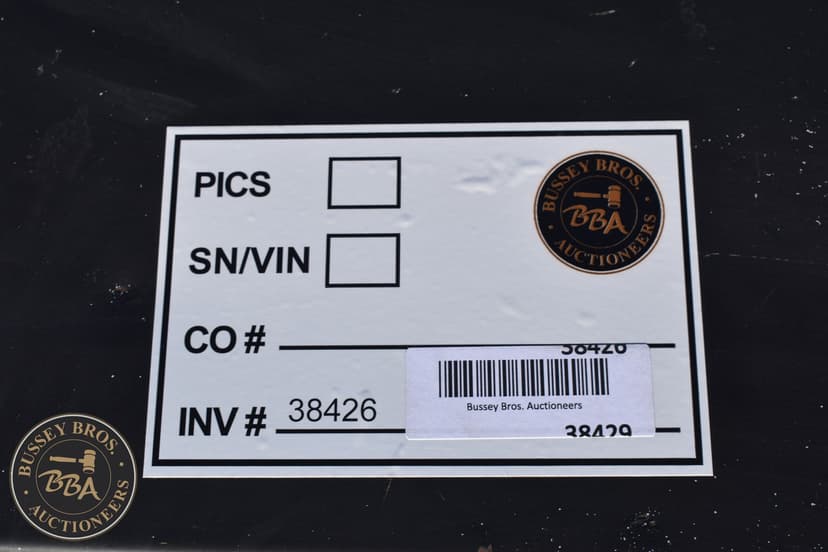 PICS
BUSSEY BROS.
BBA
AUCTIONEERS
SN/VIN
CO #
38426
Bussey Bros. Auctioneers
INV # 38426
38429
BUSSEY BROS.
BBA
AUCTIONEERS